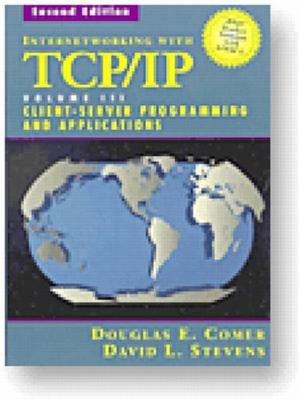 Second Edition
INTERNETWORKING WITH
TCP/IP
VOLUME III
CLIENT-SERVER PROGRAMMING
AND APPLICATIONS
DOUGLAS E. COMER
DAVID L. STEVENS